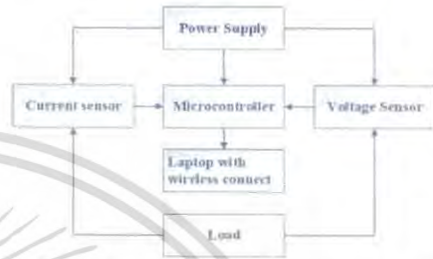 Power Supply
Current sensor
Microcontroller
Voltage Sensor
Laptop with
wireless connect
Load